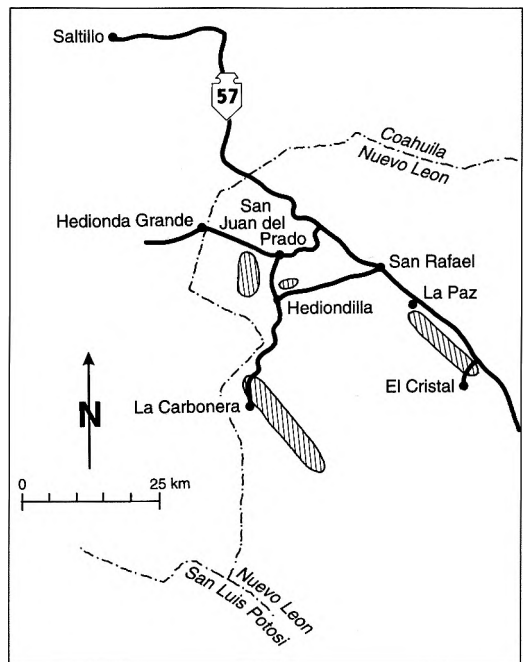 Saltillo
57
Coahuila
Nuevo Leon
San
Juan del
Prado
Hedionda Grande
San Rafael
La Paz
Hediondilla
El Cristal
La Carbonera
N
0 25 km
Nuevo Leon
San Luis Potosi